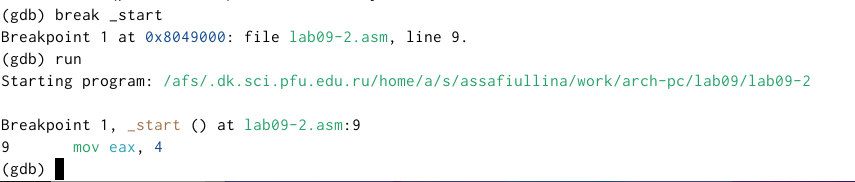 (gdb) break _start
Breakpoint 1 at 0x8049000: file lab09-2.asm, line 9.
(gdb) run
Starting program: /afs/.dk.sci.pfu.edu.ru/home/a/s/assafiullina/work/arch-pc/lab09/lab09-2
Breakpoint 1, _start () at lab09-2.asm:9
9       mov eax, 4
(gdb)